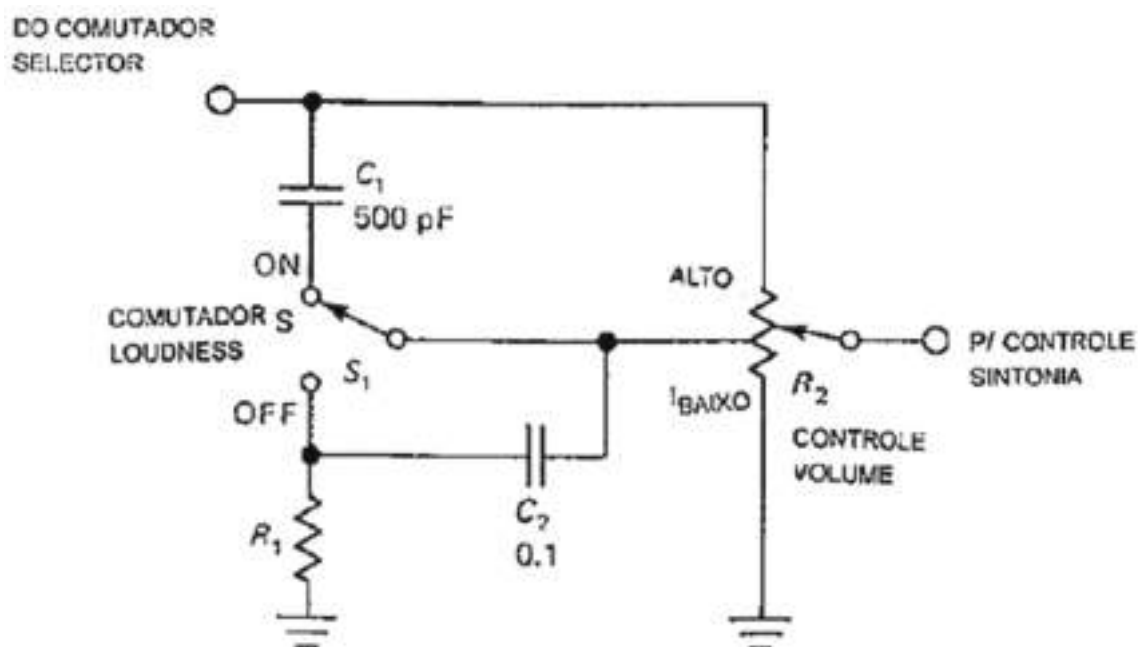 DO COMUTADOR
SELECTOR
C₁
500 pF
ON
COMUTADOR S
LOUDNESS
S₁
OFF
R₁
C₂
0.1
ALTO
BAIXO
R₂
CONTROLE
VOLUME
P/ CONTROLE
SINTONIA